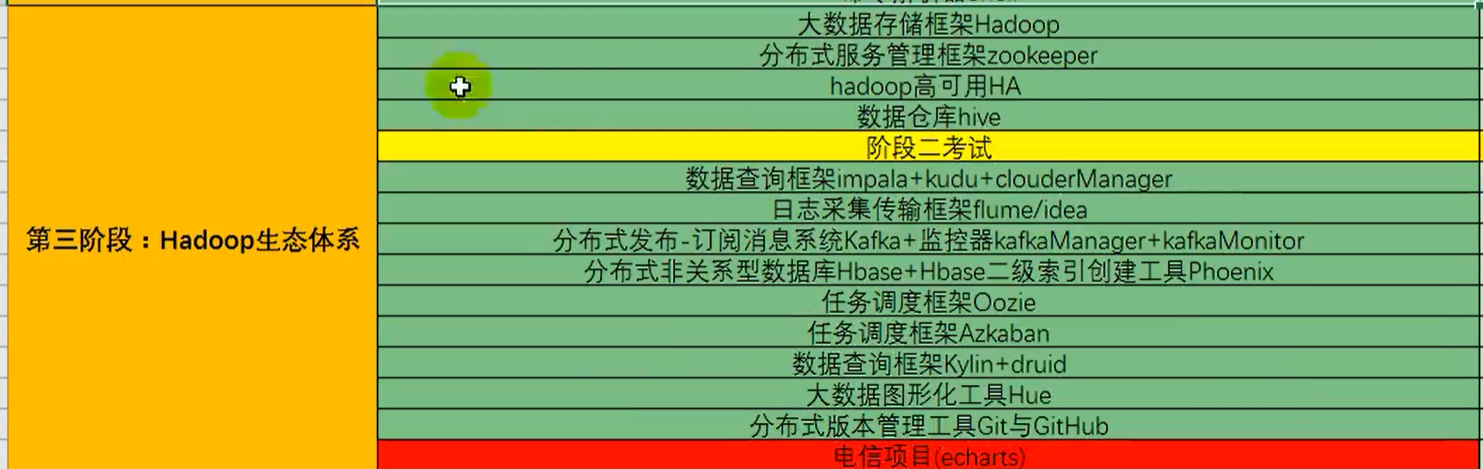 大数据存储框架Hadoop
分布式服务管理框架zookeeper
hadoop高可用HA
数据仓库hive
阶段二考试
数据查询框架impala+kudu+clouderManager
日志采集传输框架flume/idea
第三阶段：Hadoop生态体系
分布式发布-订阅消息系统Kafka+监控器kafkaManager+kafkaMonitor
分布式非关系型数据库Hbase+Hbase二级索引创建工具Phoenix
任务调度框架Oozie
任务调度框架Azkaban
数据查询框架Kylin+druid
大数据图形化工具Hue
分布式版本管理工具Git与GitHub
电信项目(echarts)